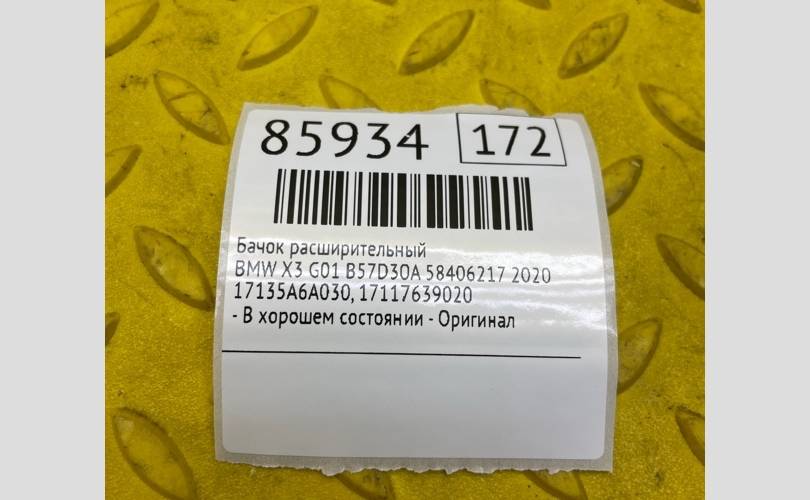 85934 172
Бачок расширительный
BMW X3 G01 B57D30A 58406217 2020
17135A6A030, 17117639020
- В хорошем состоянии - Оригинал